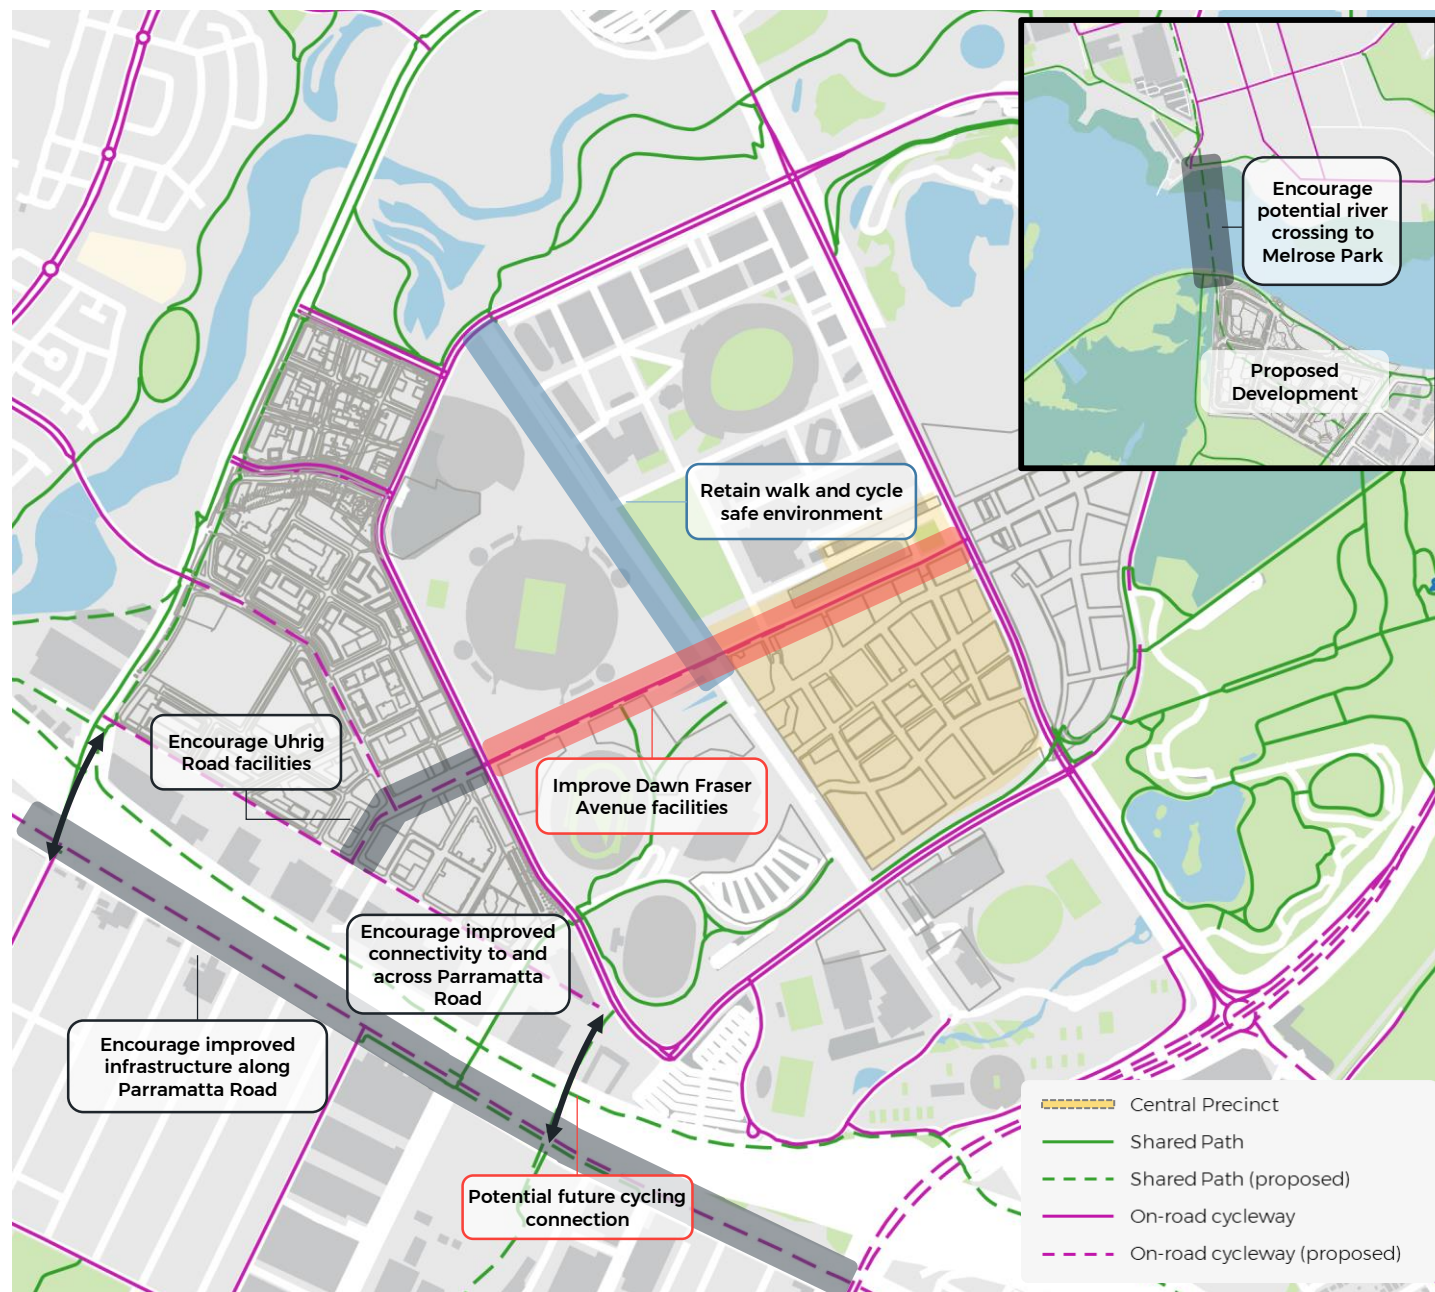 Encourage
potential river
crossing to
Melrose Park
Proposed
Development
Retain walk and cycle
safe environment
Encourage Uhrig
Road facilities
Improve Dawn Fraser
Avenue facilities
Encourage improved
connectivity to and
across Parramatta
Road
Encourage improved
infrastructure along
Parramatta Road
Potential future cycling
connection
Central Precinct
Shared Path
Shared Path (proposed)
On-road cycleway
On-road cycleway (proposed)